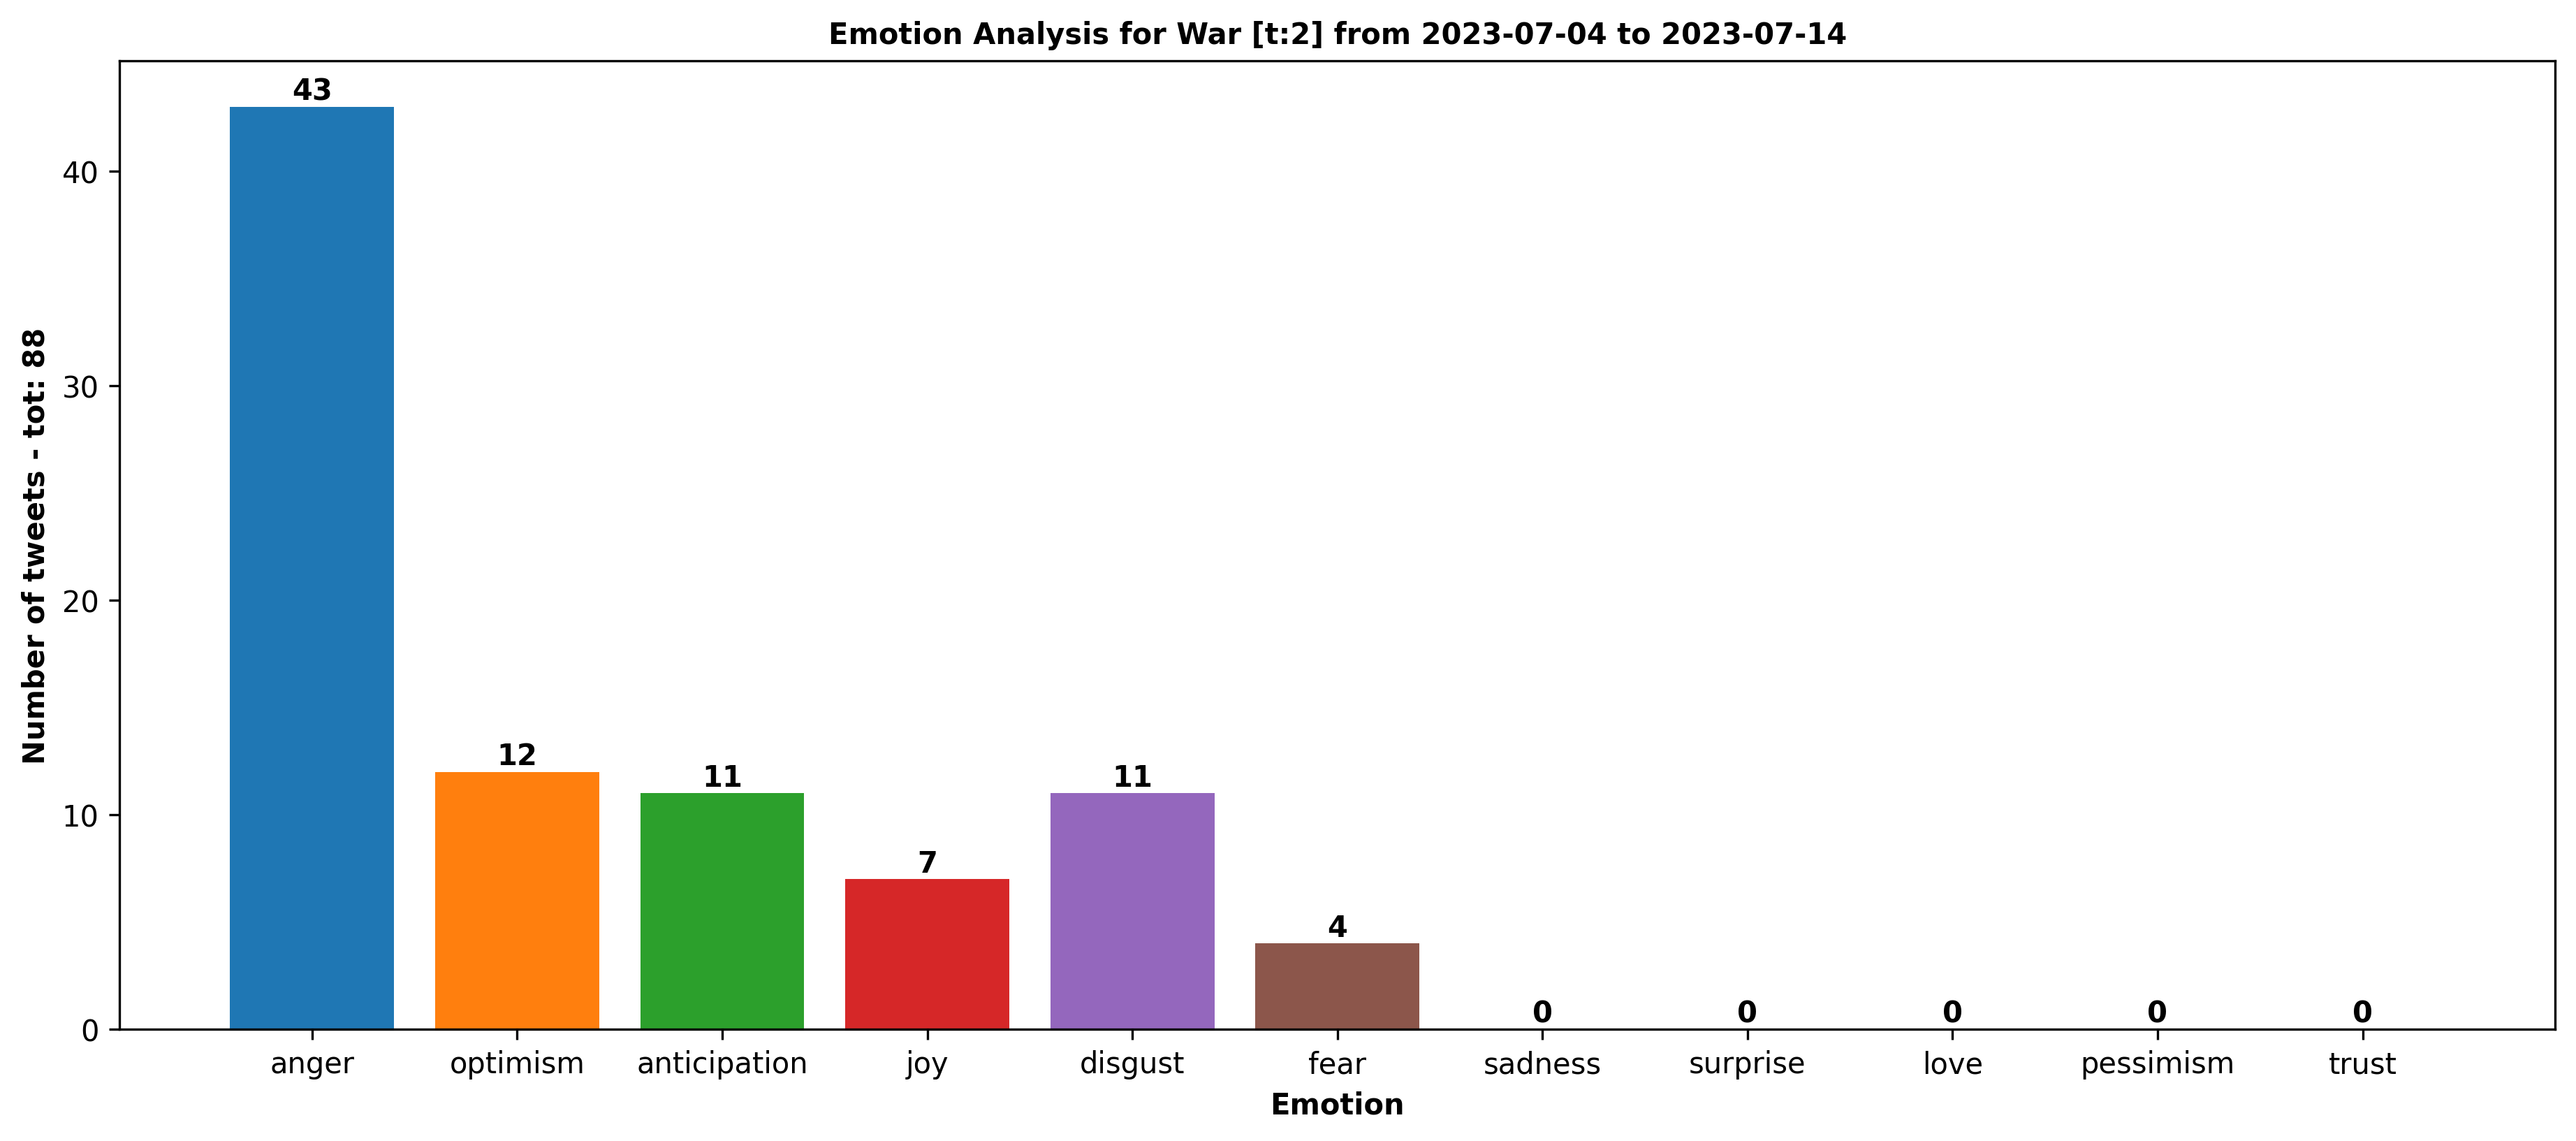 Emotion Analysis for War [t:2] from 2023-07-04 to 2023-07-14
Number of tweets - tot: 88
40
30
20
10
0
43
12
11
7
11
4
0
0
0
0
0
anger
optimism
anticipation
joy
disgust
fear
sadness
surprise
love
pessimism
trust
Emotion